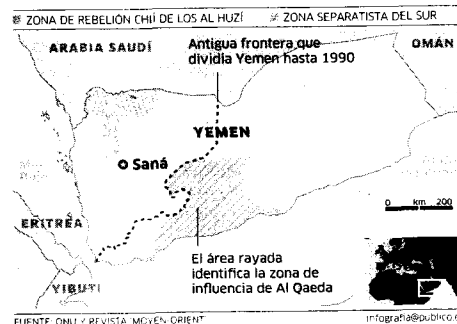 ZONA DE REBELIÓN CHIÍ DE LOS AL HUZÍ
ZONA SEPARATISTA DEL SUR
ARABIA SAUDÍ
Antigua frontera que
dividía Yemen hasta 1990
OMÁN
YEMEN
Saná
0 km 200
ERITREA
El área rayada
identifica la zona de
influencia de Al Qaeda
YIBUTI
FUENTE: ONU Y REVISTA 'MOYEN ORIENT'
infografia@publico.e